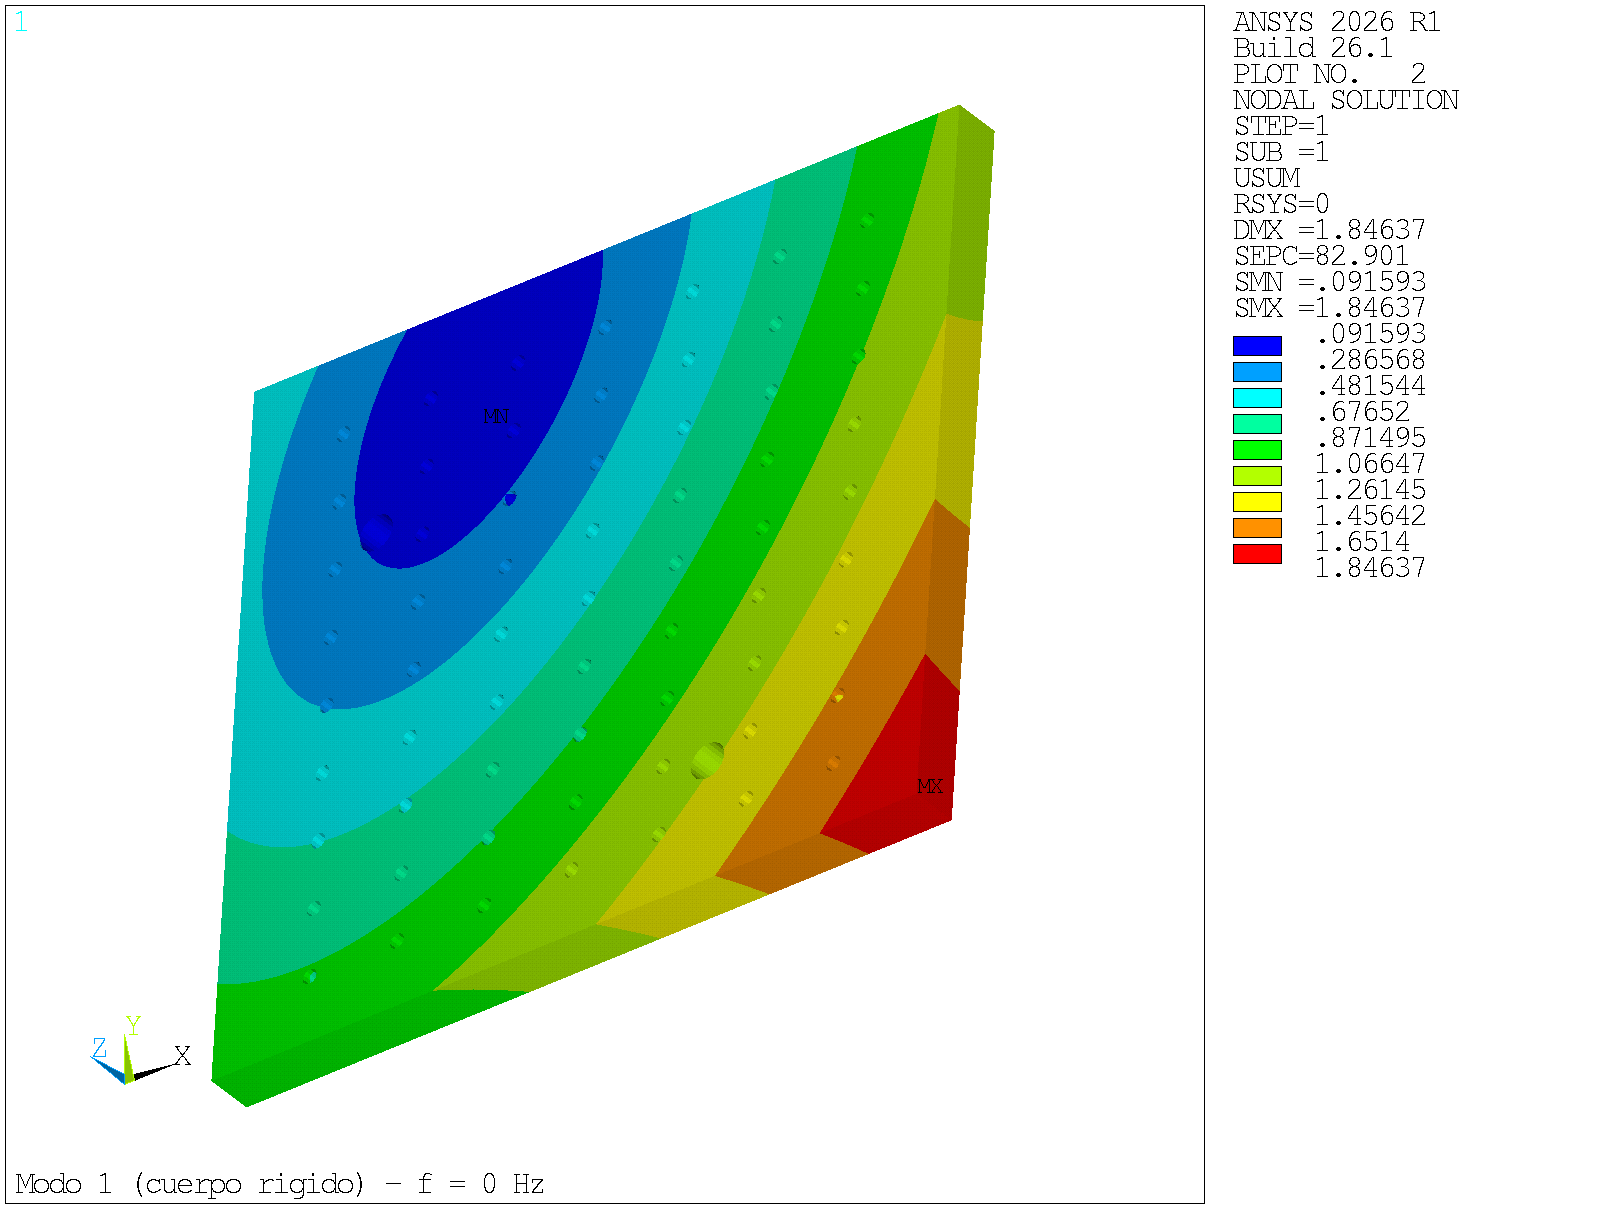 1
ANSYS 2026 R1
Build 26.1
PLOT NO.   2
NODAL SOLUTION
STEP=1
SUB =1
USUM
RSYS=0
DMX =1.84637
SEPC=82.901
SMN =.091593
SMX =1.84637
.091593
.286568
.481544
.67652
.871495
1.06647
1.26145
1.45642
1.6514
1.84637
MN
MX
Y
Z
X
Modo 1 (cuerpo rigido) − f = 0 Hz